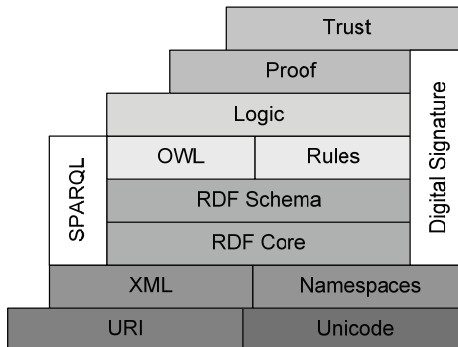 Trust
Proof
Logic
OWL
Rules
SPARQL
Digital Signature
RDF Schema
RDF Core
XML
Namespaces
URI
Unicode